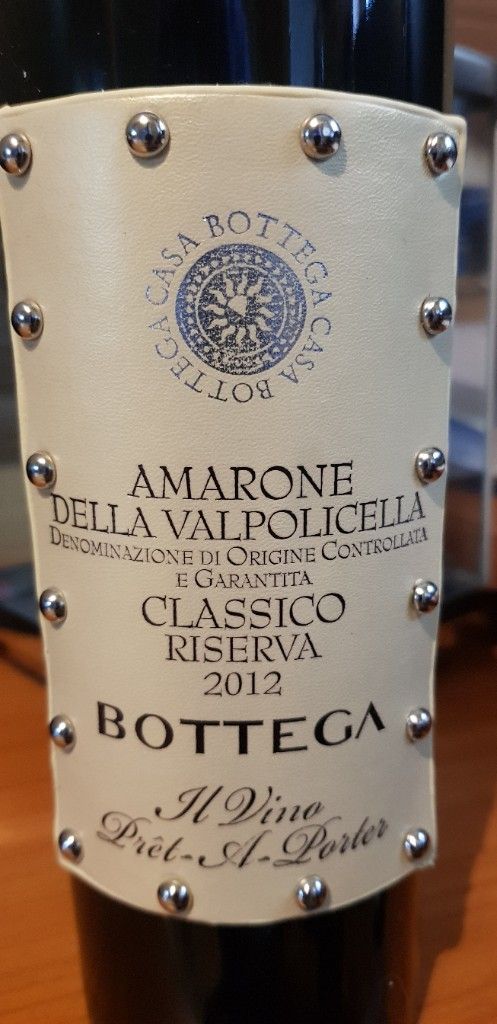 CASA BOTTEGA CASA BOTTEGA
AMARONE
DELLA VALPOLICELLA
DENOMINAZIONE DI ORIGINE CONTROLLATA
E GARANTITA
CLASSICO
RISERVA
2012
BOTTEGA
Il Vino
Prêt-A-Porter